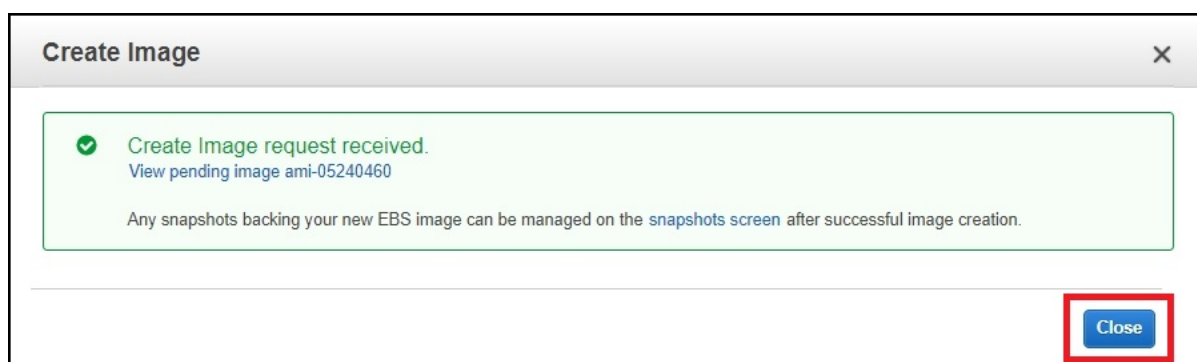 Create Image
Create Image request received.
View pending image ami-05240460
Any snapshots backing your new EBS image can be managed on the snapshots screen after successful image creation.
Close